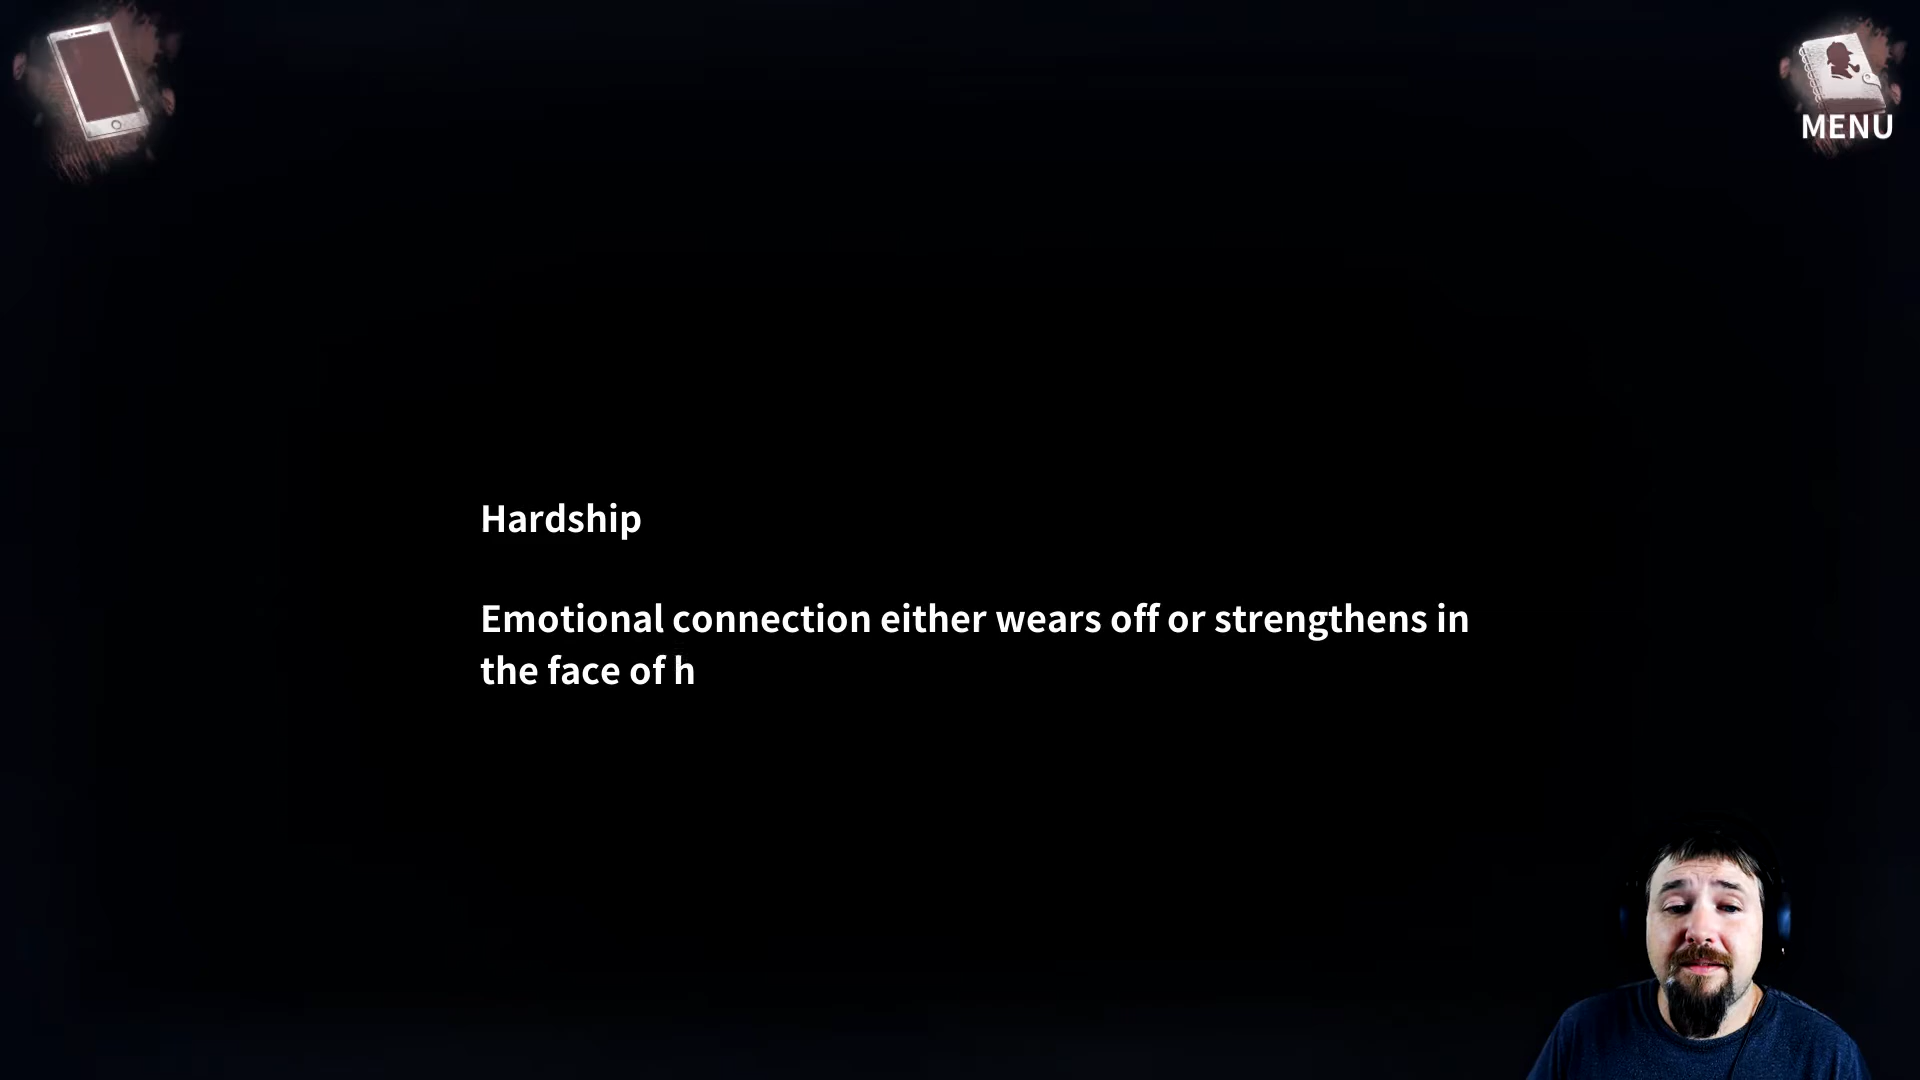 MENU
Hardship
Emotional connection either wears off or strengthens in
the face of h